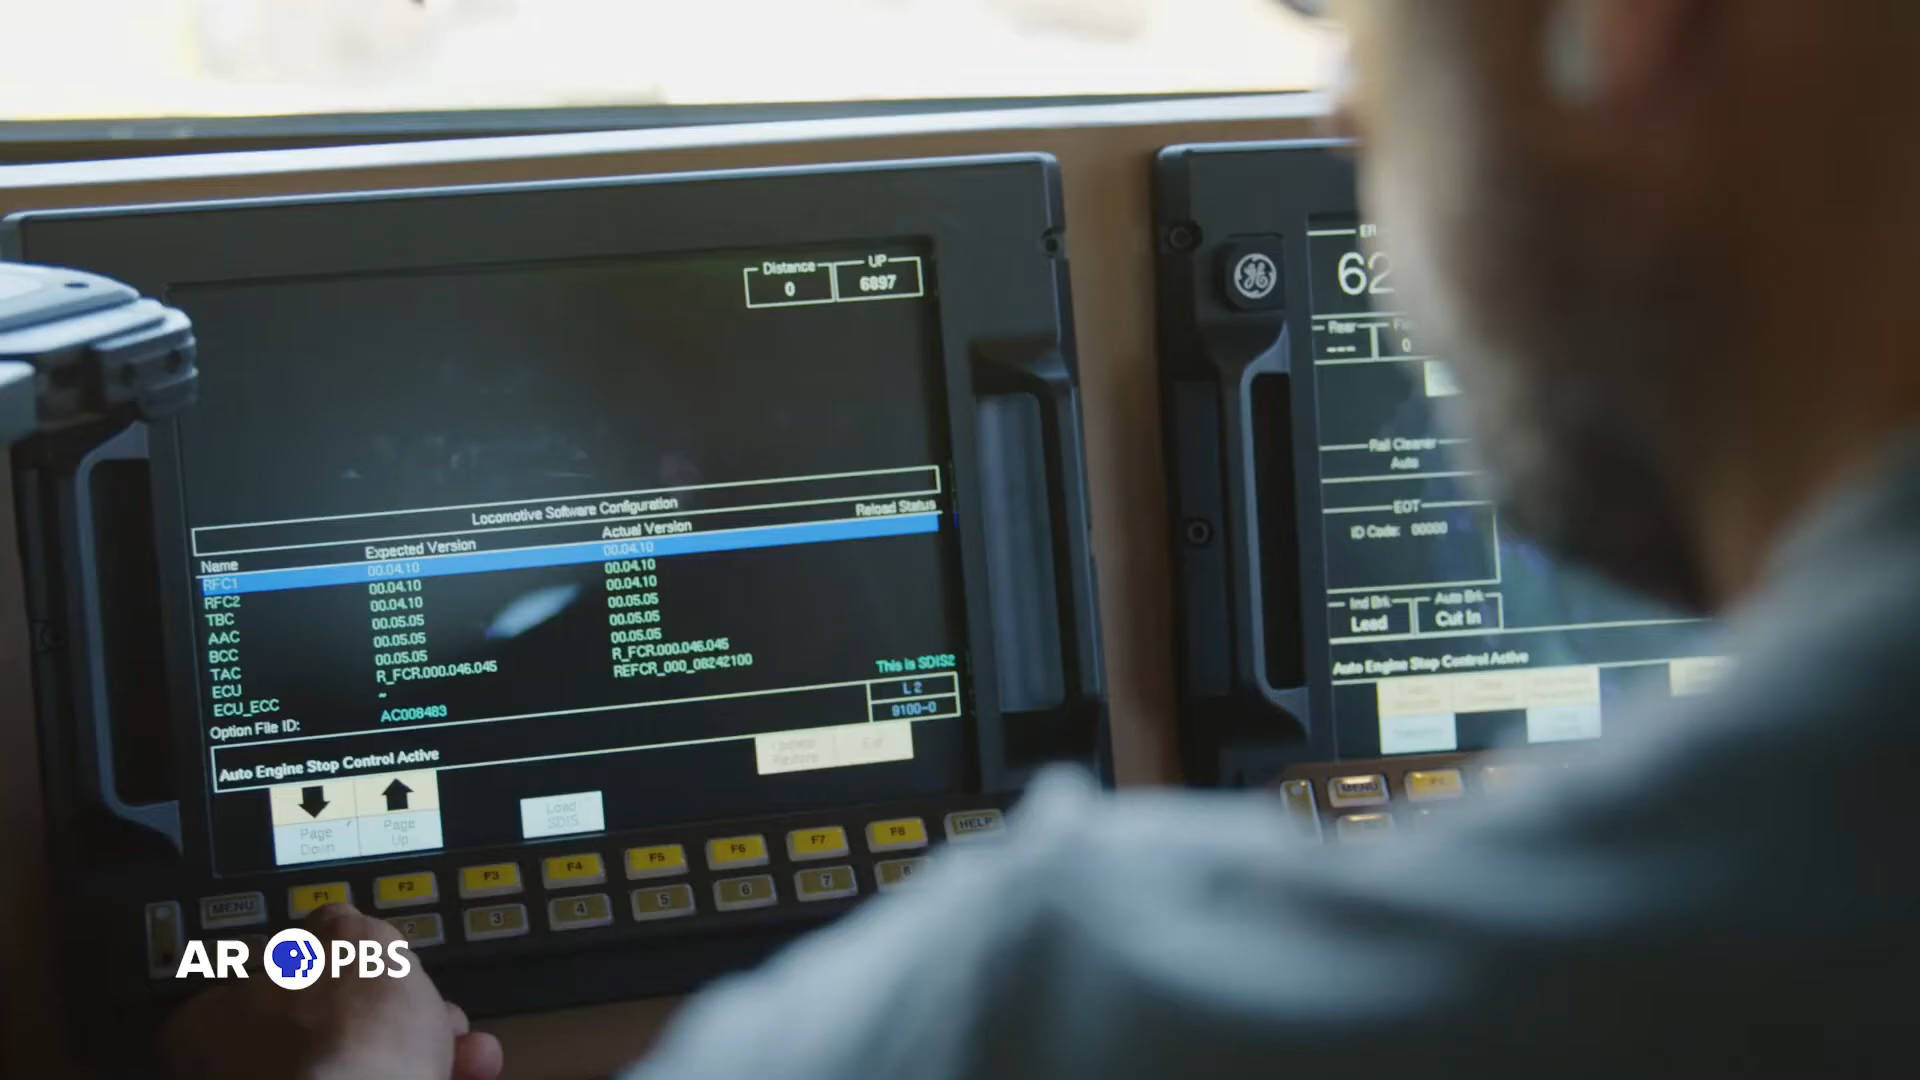 Distance UP
0 6897
Locomotive Software Configuration
Name Expected Version Actual Version Reload Status
RFC1 00.04.10 00.04.10
RFC2 00.04.10 00.04.10
TBC 00.04.10 00.04.10
AAC 00.05.05 00.05.05
BCC 00.05.05 00.05.05
TAC 00.05.05 00.05.05
ECU R_FCR.000.046.045 R_FCR.000.046.045
ECU_ECC ~ REFCR_000_08242100
Option File ID: AC008483
This is SDIS2
L 2
9100-0
Auto Engine Stop Control Active
Page Down
Page Up
Load SDIS
Exit
F1 F2 F3 F4 F5 F6 F7 F8 HELP
MENU 2 3 4 5 6 7 8
GE
62
Rear
--- 0
Rail Cleaner
Auto
EOT
ID Code: 00000
Ind Brk Auto Brk
Lead Cut In
Auto Engine Stop Control Active
MENU
AR PBS